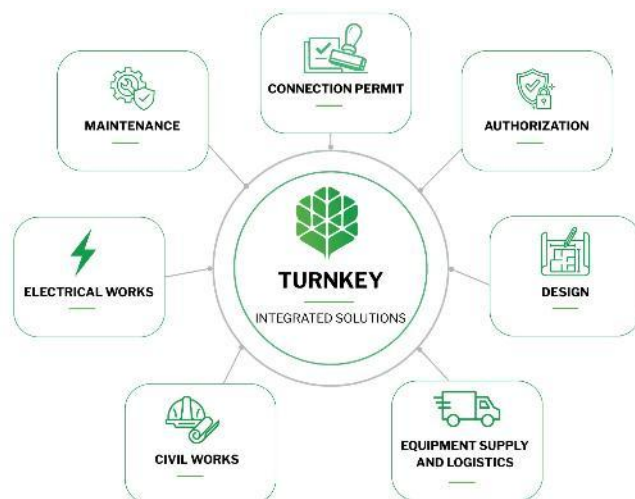 CONNECTION PERMIT
MAINTENANCE
AUTHORIZATION
ELECTRICAL WORKS
TURNKEY
INTEGRATED SOLUTIONS
DESIGN
CIVIL WORKS
EQUIPMENT SUPPLY
AND LOGISTICS